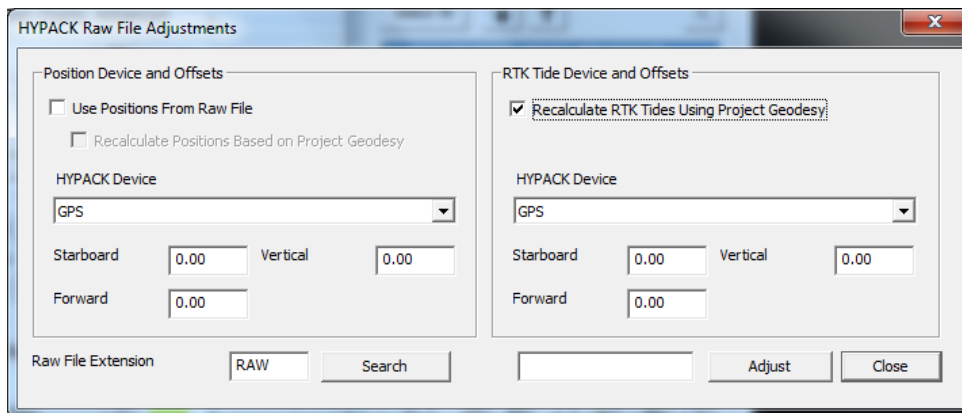 HYPACK Raw File Adjustments
Position Device and Offsets
Use Positions From Raw File
Recalculate Positions Based on Project Geodesy
HYPACK Device
GPS
Starboard 0.00 Vertical 0.00
Forward 0.00
RTK Tide Device and Offsets
Recalculate RTK Tides Using Project Geodesy
HYPACK Device
GPS
Starboard 0.00 Vertical 0.00
Forward 0.00
Raw File Extension RAW Search Adjust Close